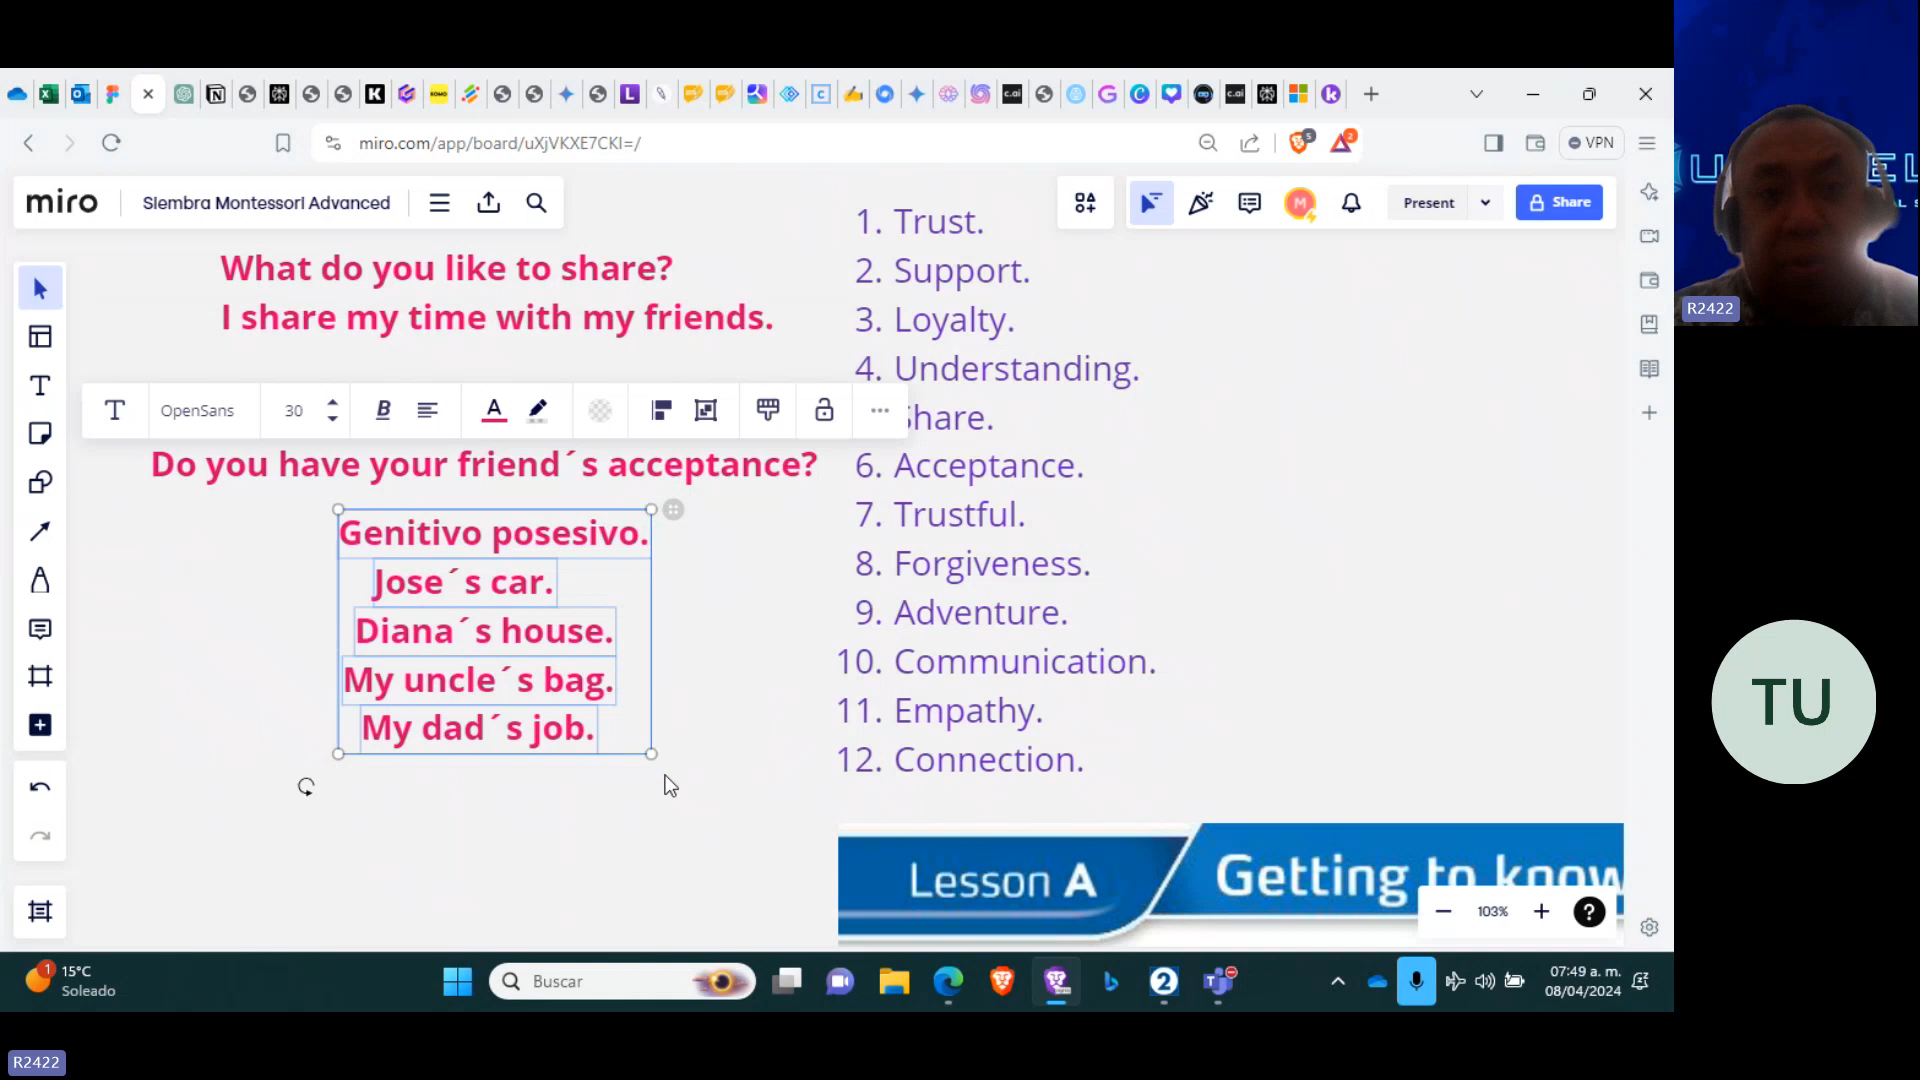 miro.com/app/board/uXjVKXE7CKI=/
VPN
miro
Siembra Montessori Advanced
Present
Share
What do you like to share?
I share my time with my friends.
OpenSans
30
Do you have your friend´s acceptance?
Genitivo posesivo.
Jose´s car.
Diana´s house.
My uncle´s bag.
My dad´s job.
1. Trust.
2. Support.
3. Loyalty.
4. Understanding.
Share.
6. Acceptance.
7. Trustful.
8. Forgiveness.
9. Adventure.
10. Communication.
11. Empathy.
12. Connection.
Lesson A
Getting to know
103%
15°C
Soleado
Buscar
07:49 a. m.
08/04/2024
R2422
TU
R2422